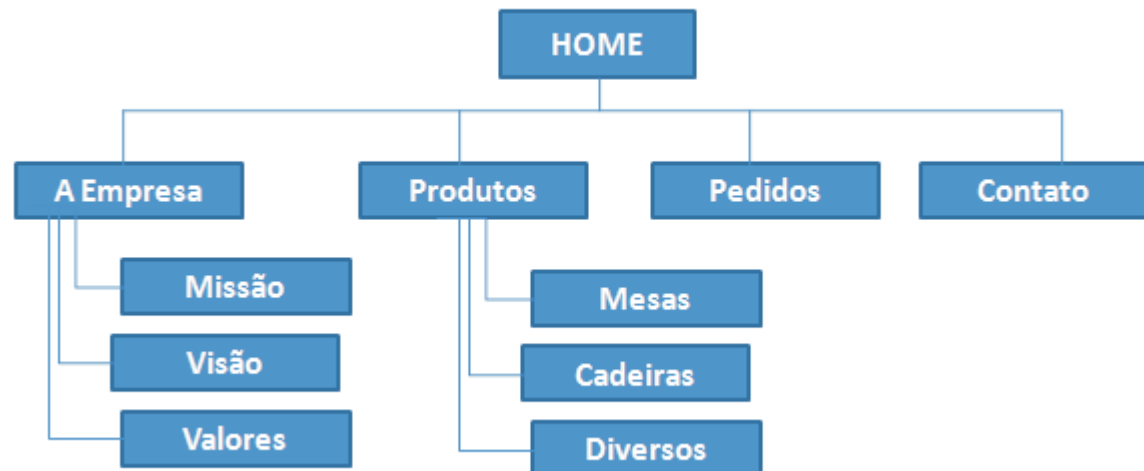 HOME
A Empresa
Produtos
Pedidos
Contato
Missão
Visão
Valores
Mesas
Cadeiras
Diversos